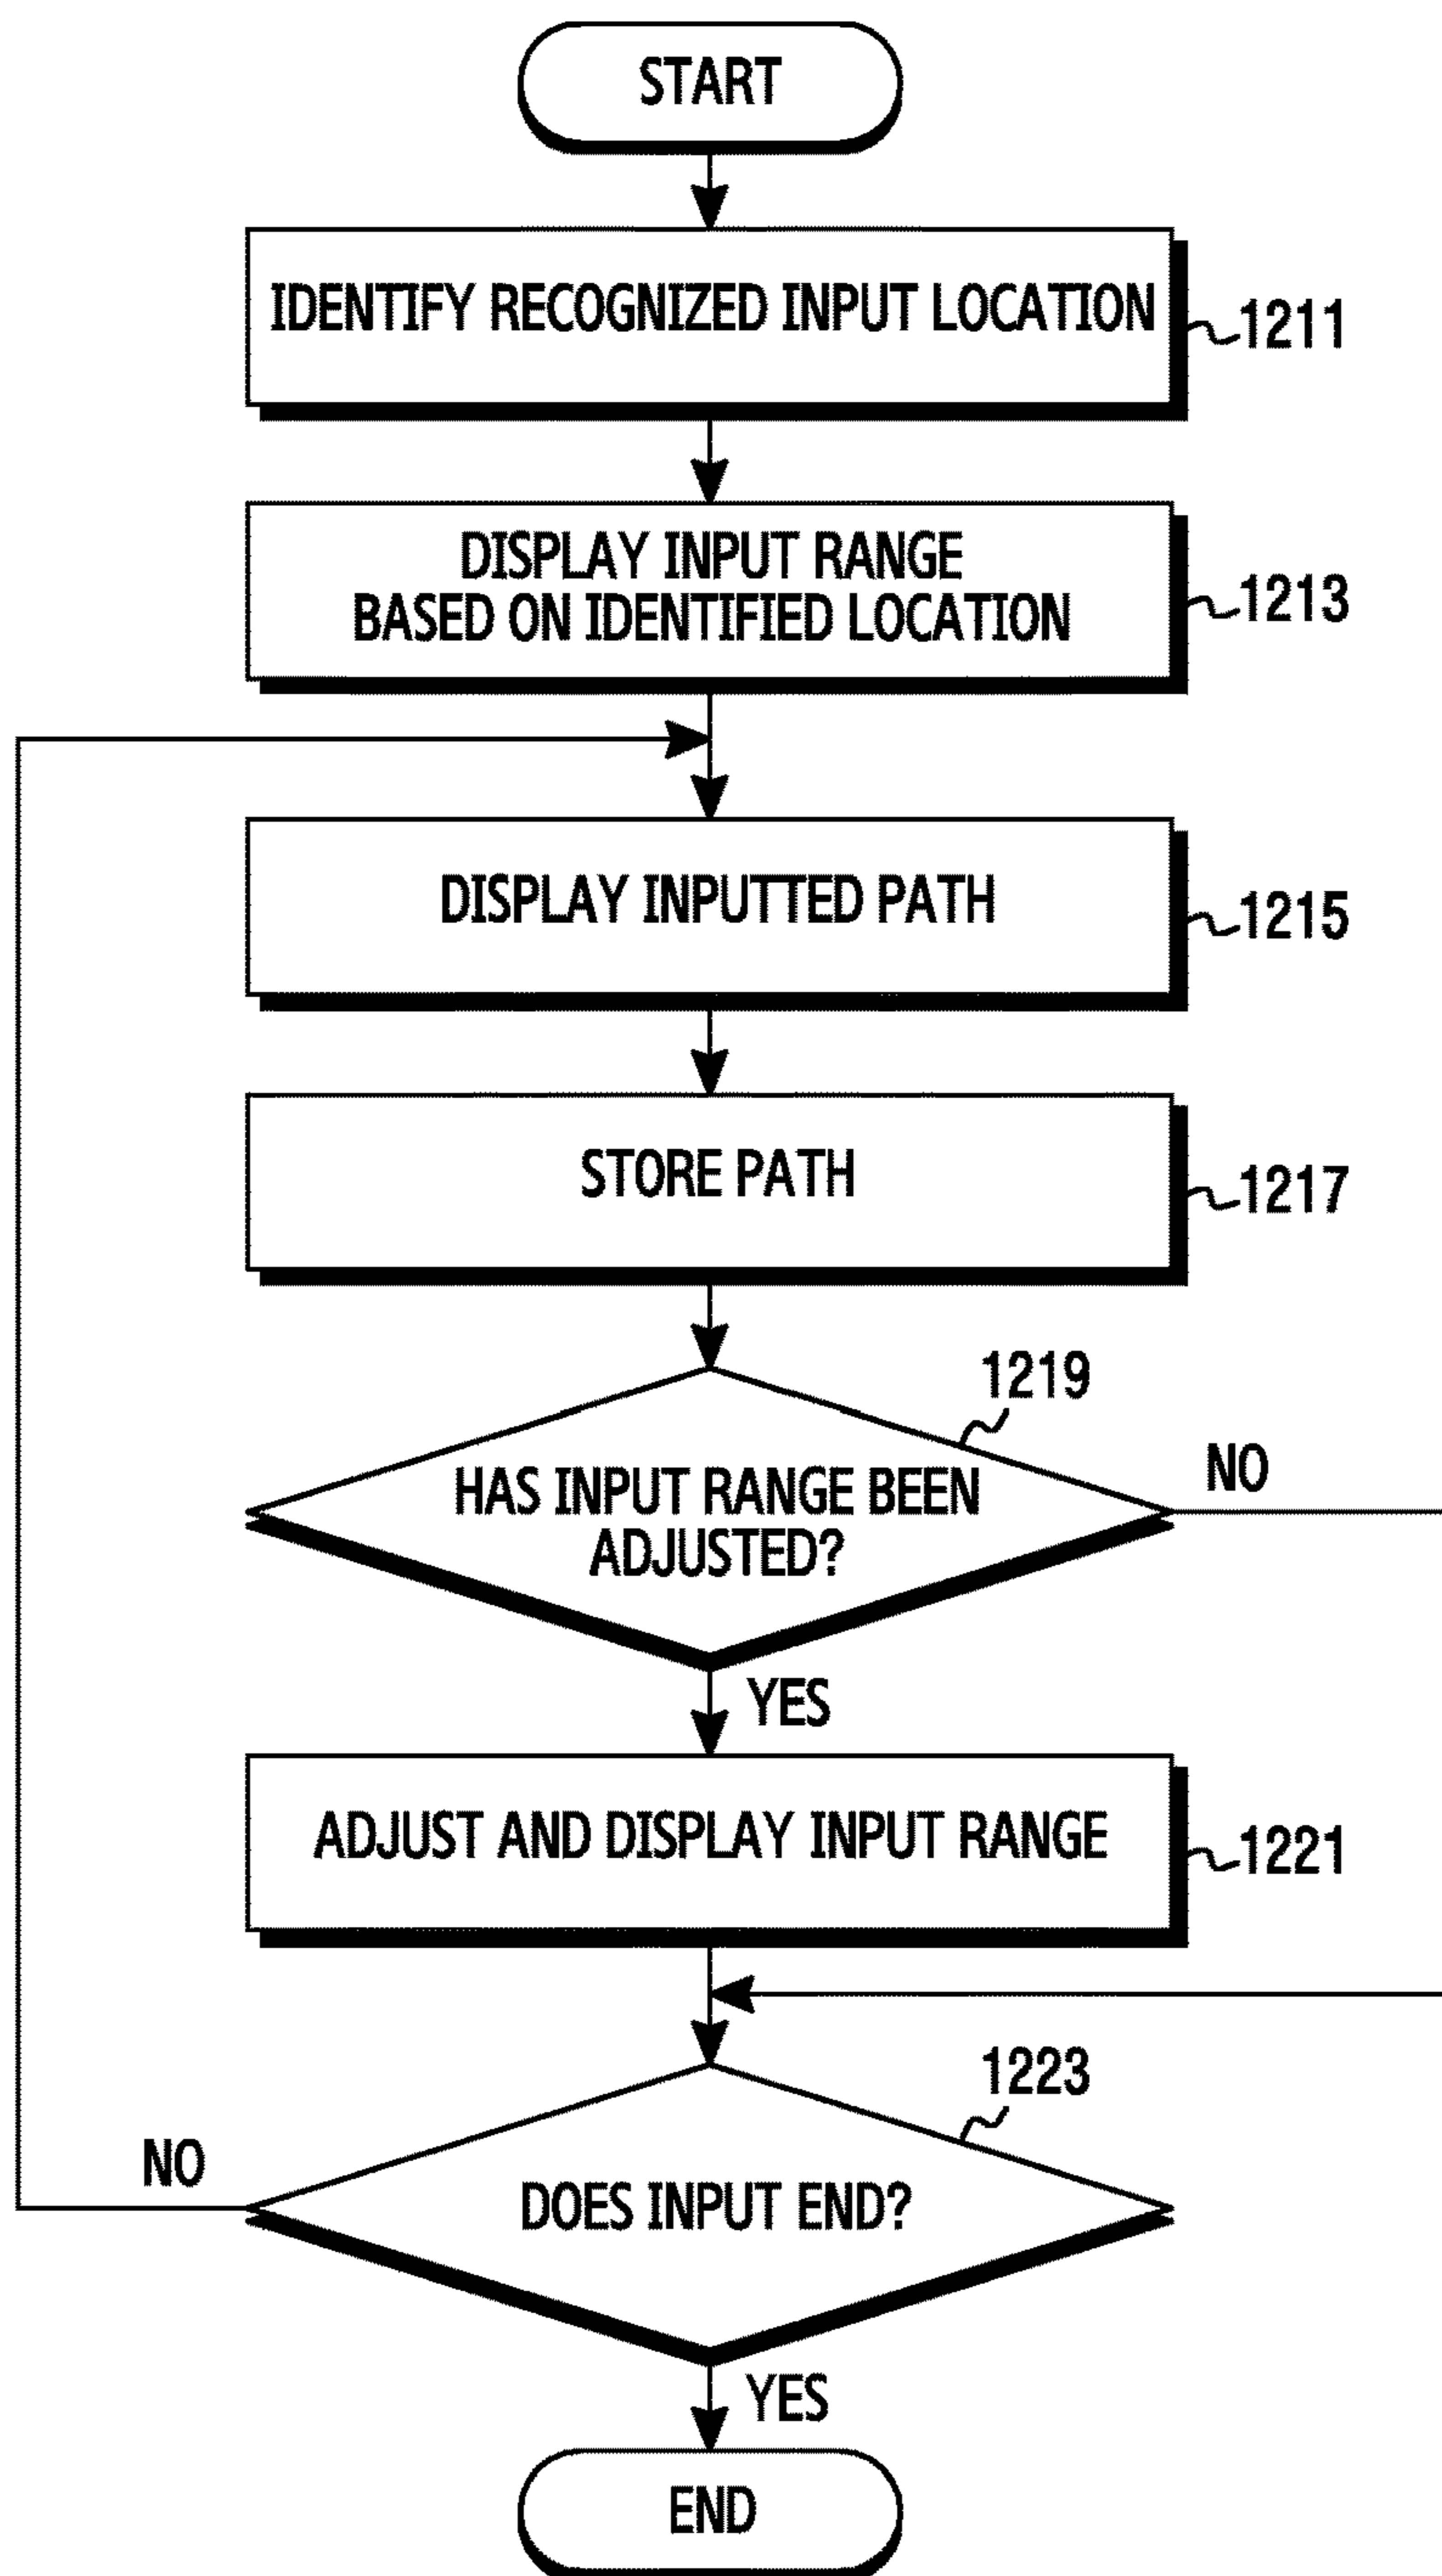 START
IDENTIFY RECOGNIZED INPUT LOCATION
1211
DISPLAY INPUT RANGE
BASED ON IDENTIFIED LOCATION
1213
DISPLAY INPUTTED PATH
1215
STORE PATH
1217
1219
NO
HAS INPUT RANGE BEEN
ADJUSTED?
YES
ADJUST AND DISPLAY INPUT RANGE
1221
1223
NO
DOES INPUT END?
YES
END